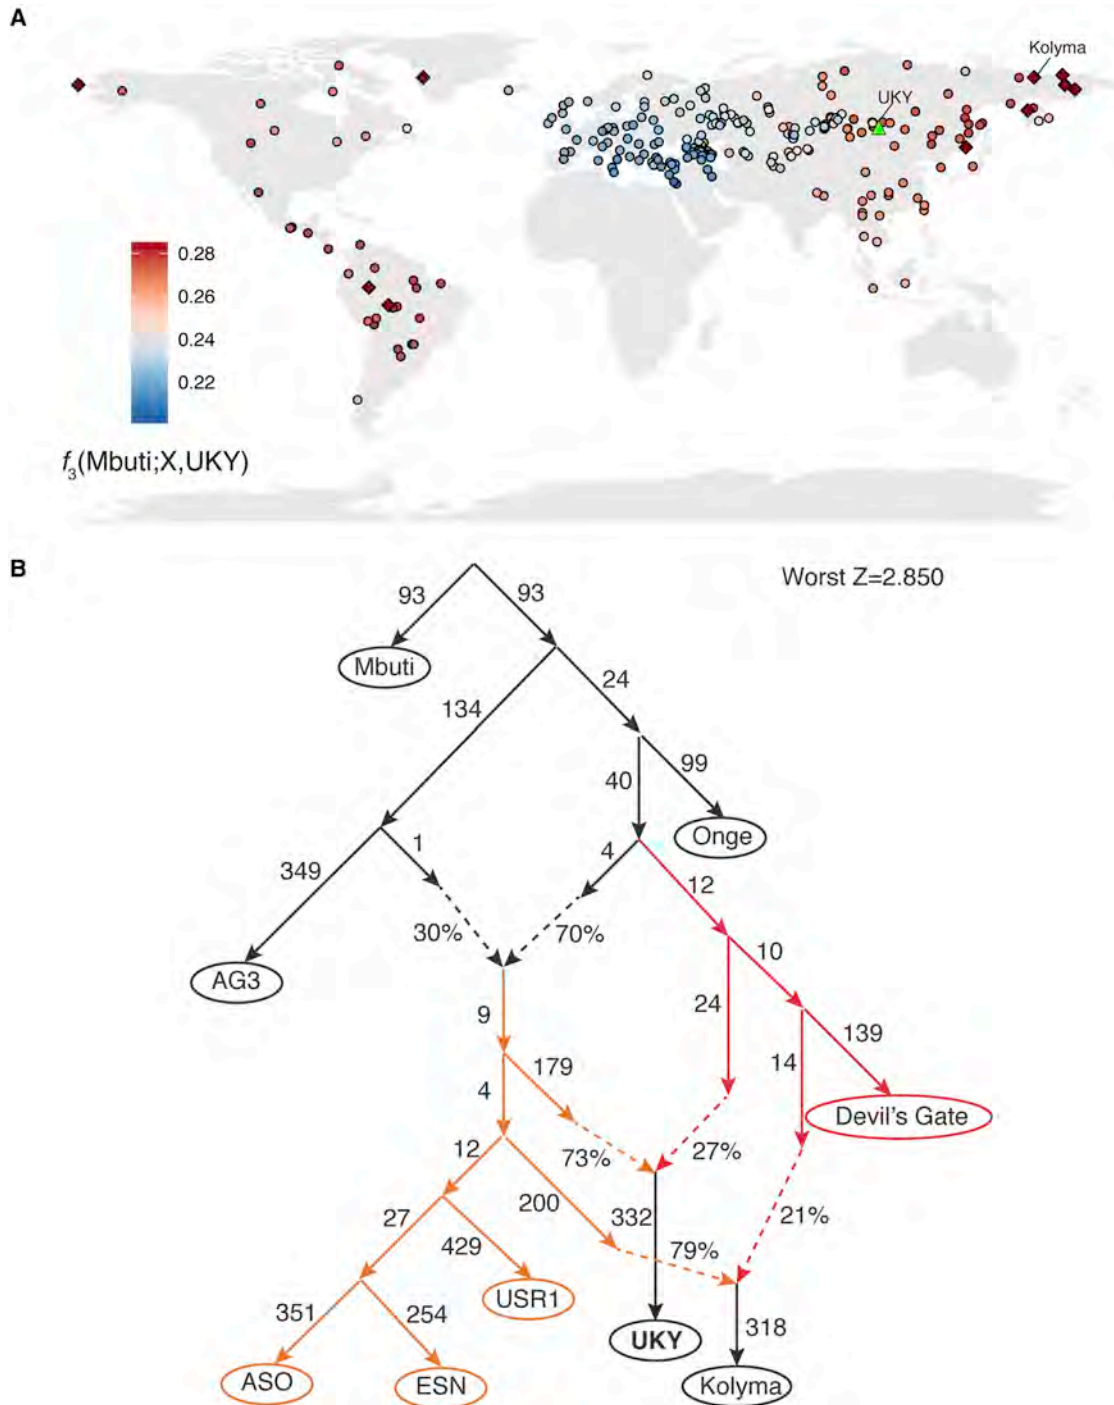 A
Kolyma
UKY
0.28
0.26
0.24
0.22
f3(Mbuti;X,UKY)
B
Worst Z=2.850
93
93
Mbuti
24
134
99
40
Onge
1
4
349
12
30%
70%
10
AG3
24
9
139
14
179
4
Devil's Gate
12
73%
27%
200
332
21%
27
429
79%
USR1
351
254
UKY
318
ASO
ESN
Kolyma